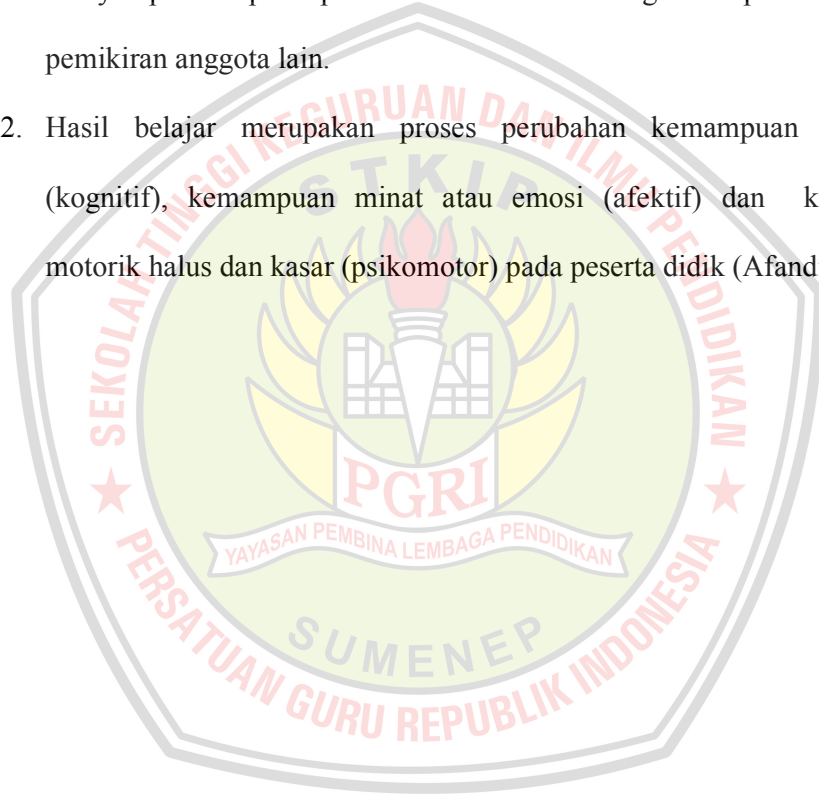 pemikiran anggota lain.
2. Hasil belajar merupakan proses perubahan kemampuan
(kognitif), kemampuan minat atau emosi (afektif) dan
motorik halus dan kasar (psikomotor) pada peserta didik (Afand
SEKOLAH TINGGI KEGURUAN DAN ILMU PENDIDIKAN
STKIP
PGRI
YAYASAN PEMBINA LEMBAGA PENDIDIKAN
SUMENEP
PERSATUAN GURU REPUBLIK INDONESIA